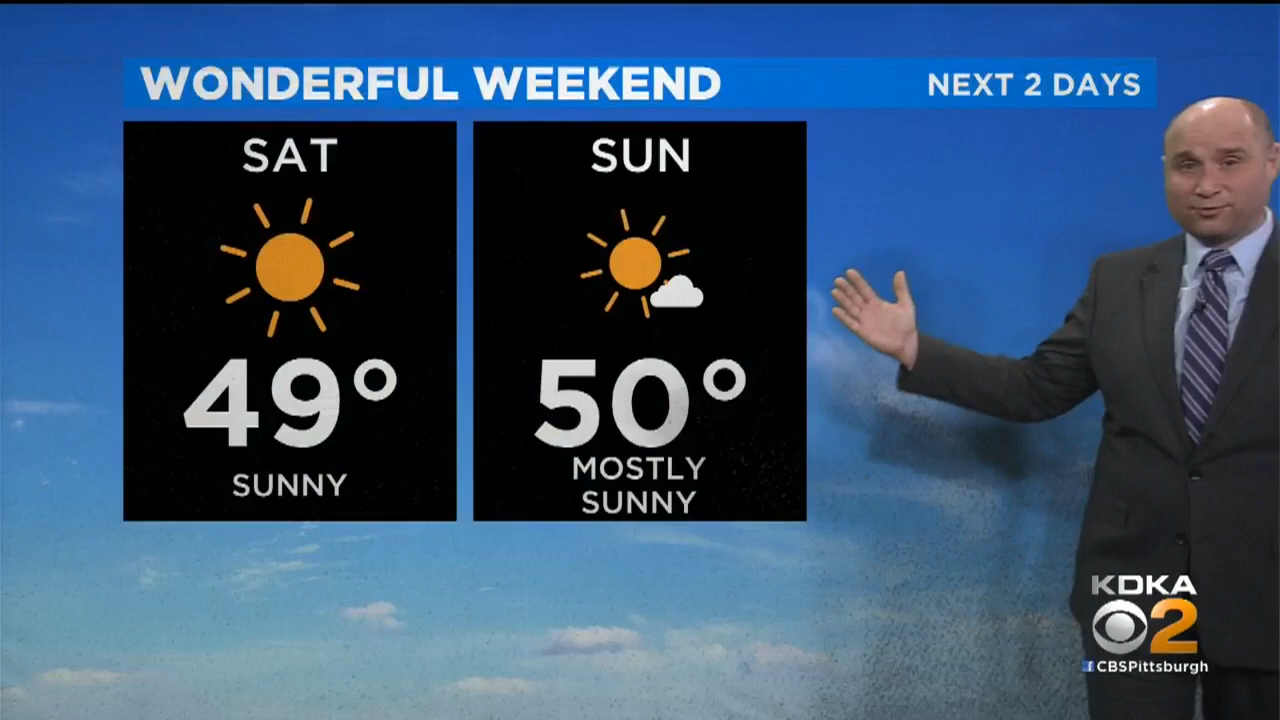 WONDERFUL WEEKEND
NEXT 2 DAYS
SAT
49°
SUNNY
SUN
50°
MOSTLY
SUNNY
KDKA
2
CBSPittsburgh